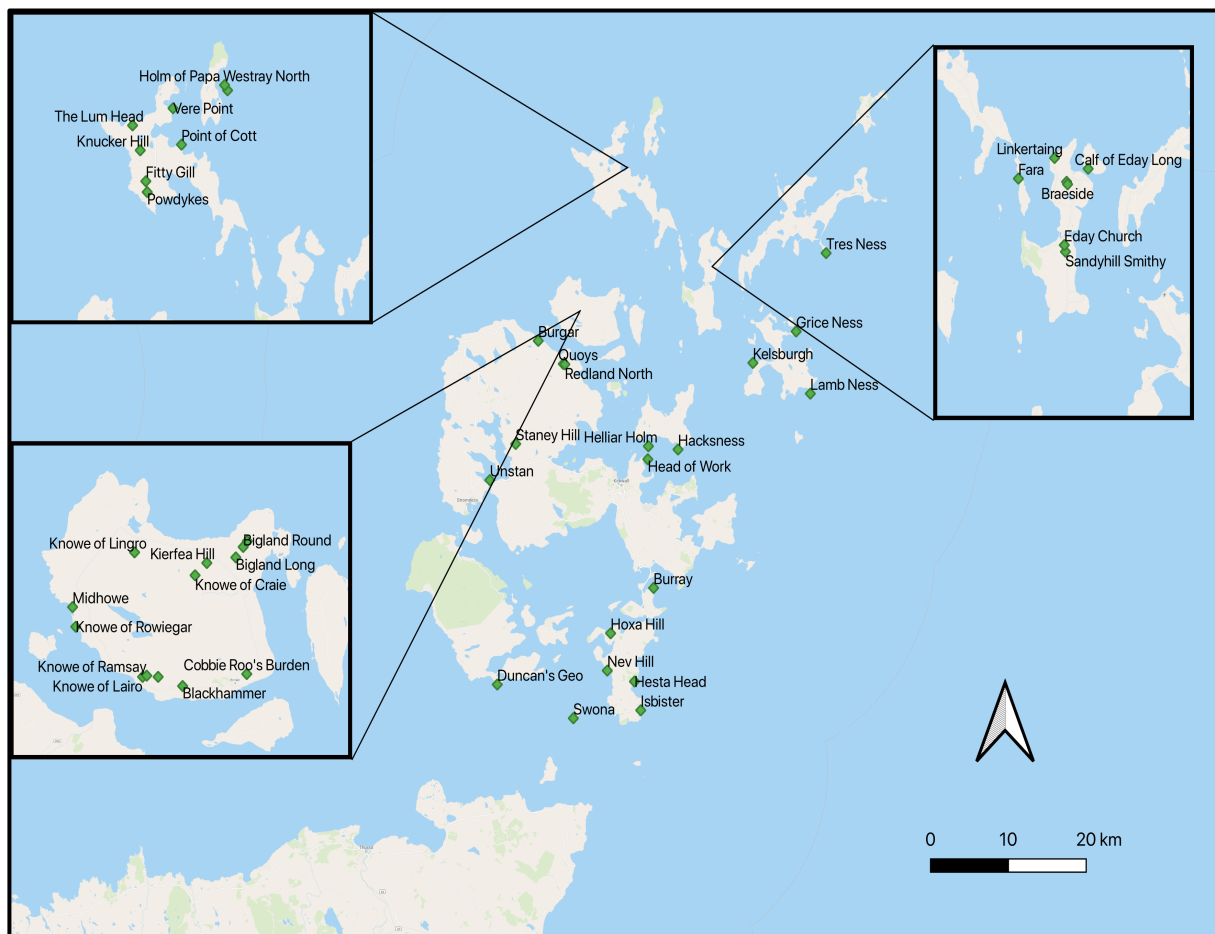 Holm of Papa Westray North
Vere Point
The Lum Head
Point of Cott
Knucker Hill
Fitty Gill
Powdykes
Linkertaing
Calf of Eday Long
Fara
Braeside
Eday Church
Sandyhill Smithy
Tres Ness
Grice Ness
Burgar
Quoys
Kelsburgh
Redland North
Lamb Ness
Staney Hill
Helliar Holm
Hacksness
Head of Work
Unstan
Knowe of Lingro
Kierfea Hill
Bigland Round
Bigland Long
Knowe of Craie
Midhowe
Knowe of Rowiegar
Knowe of Ramsay
Cobbie Roo's Burden
Knowe of Lairo
Blackhammer
Burray
Hoxa Hill
Nev Hill
Duncan's Geo
Hesta Head
Isbister
Swona
0 10 20 km